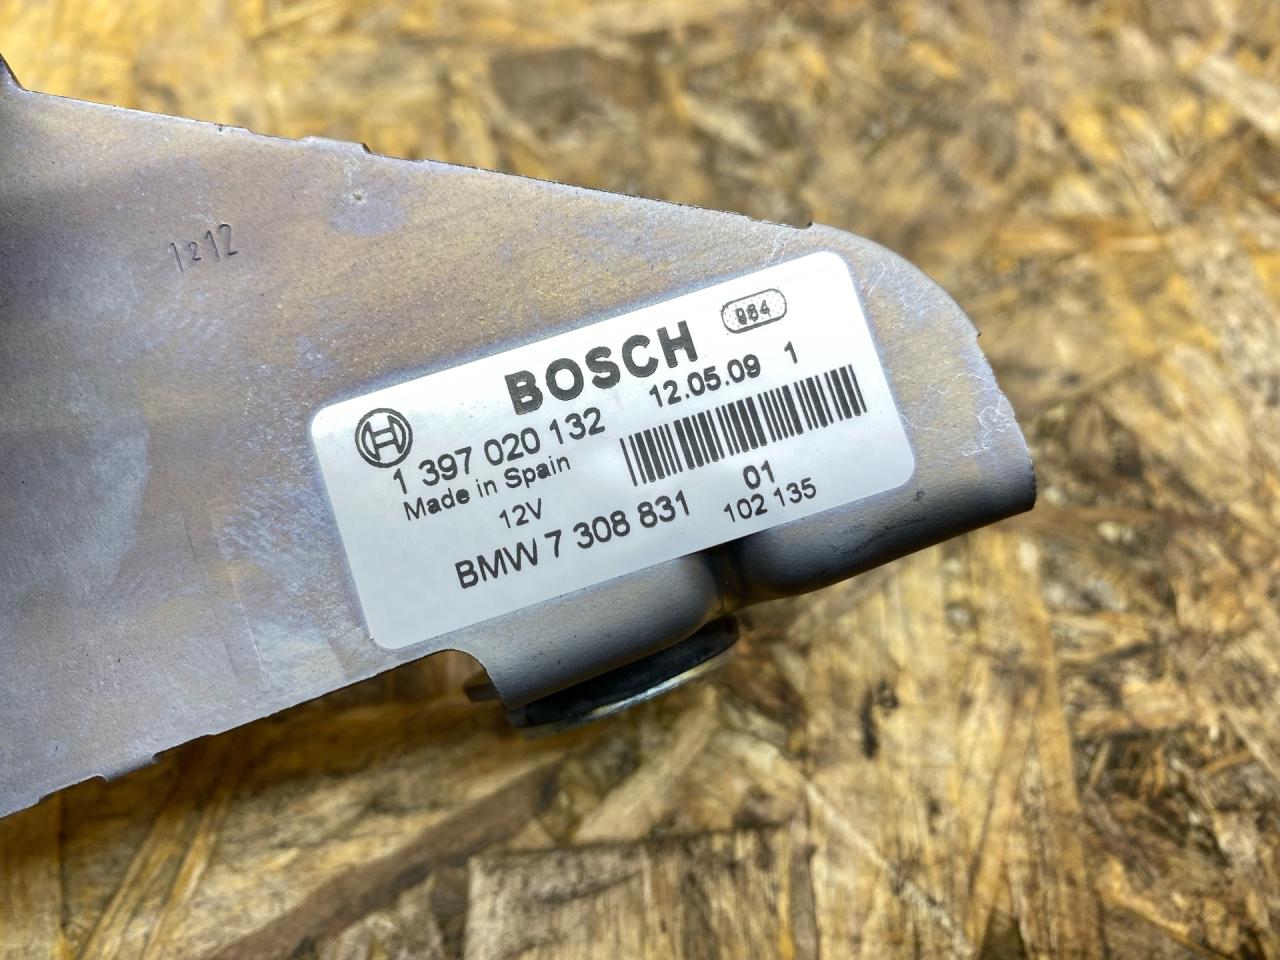 1212
BOSCH 984
1 397 020 132 12.05.09 1
Made in Spain
12V 01
BMW 7 308 831 102 135